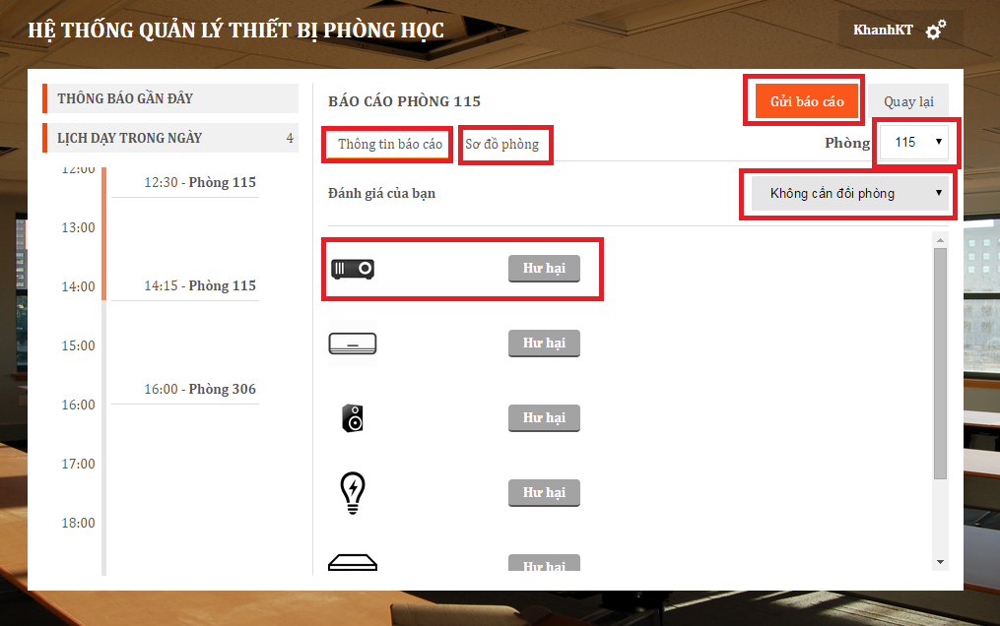 HỆ THỐNG QUẢN LÝ THIẾT BỊ PHÒNG HỌC
KhanhKT
THÔNG BÁO GẦN ĐÂY
LỊCH DẠY TRONG NGÀY 4
12:00
12:30 - Phòng 115
13:00
14:00
14:15 - Phòng 115
15:00
16:00 - Phòng 306
16:00
17:00
18:00
BÁO CÁO PHÒNG 115
Gửi báo cáo
Quay lại
Thông tin báo cáo
Sơ đồ phòng
Phòng 115
Đánh giá của bạn
Không cần đổi phòng
Hư hại
Hư hại
Hư hại
Hư hại
Hư hại